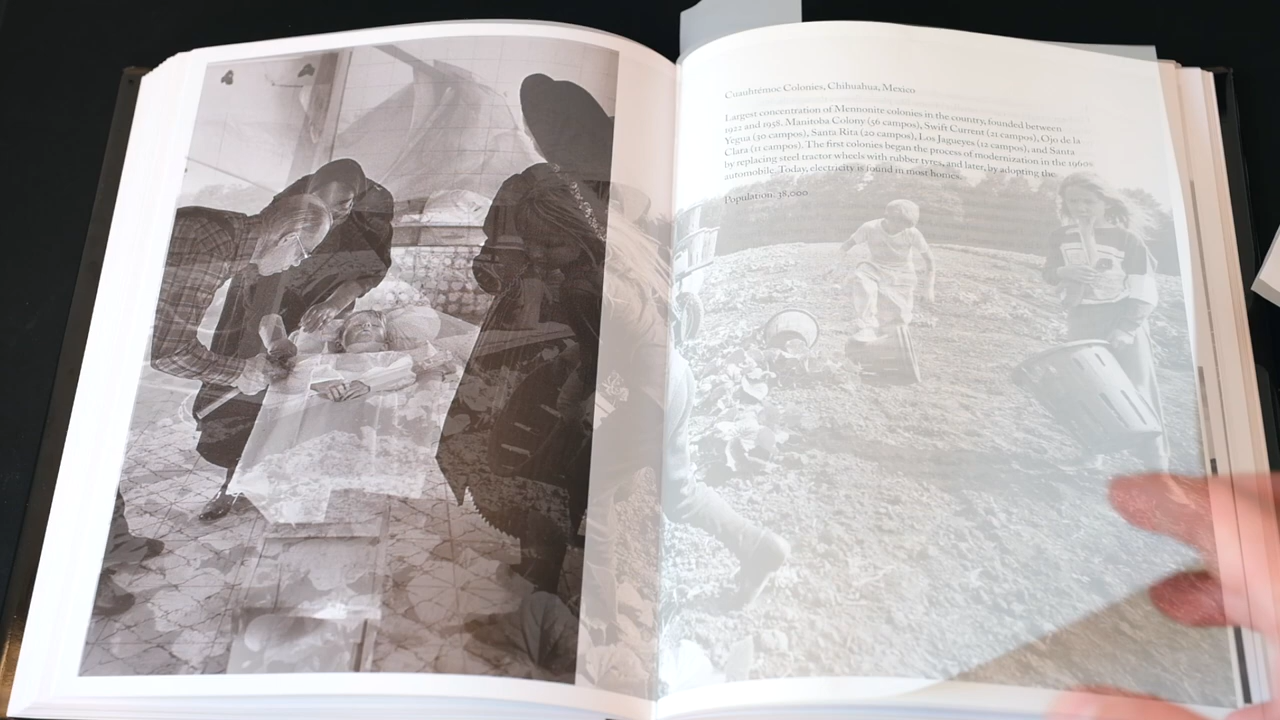 Cuauhtémoc Colonies, Chihuahua, Mexico
Largest concentration of Mennonite colonies in the country, founded between
1922 and 1958. Manitoba Colony (56 campos), Swift Current (21 campos), Ojo de la
Yegua (30 campos), Santa Rita (20 campos), Los Jagueyes (12 campos), and Santa
Clara (11 campos). The first colonies began the process of modernization in the 1960s
by replacing steel tractor wheels with rubber tyres, and later, by adopting the
automobile. Today, electricity is found in most homes.
Population: 38,000